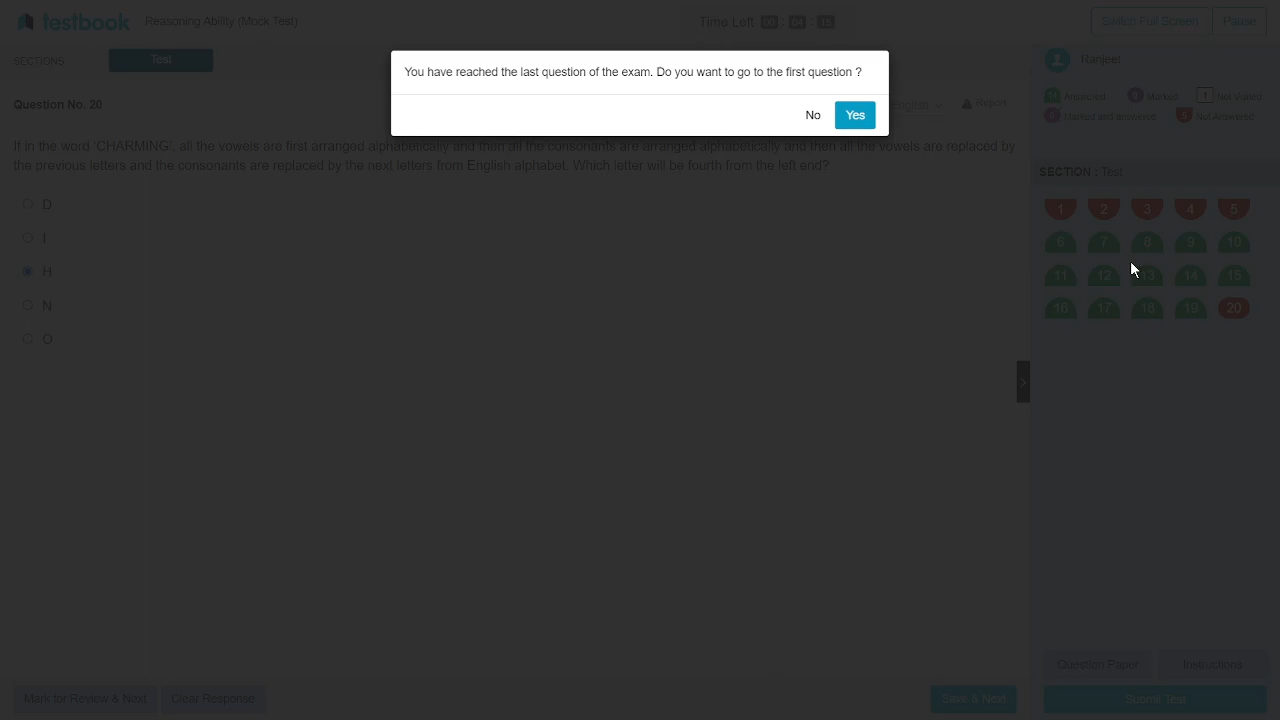 testbook Reasoning Ability (Mock Test) Time Left Switch Full Screen Pause
SECTIONS Test
Ranjeet
You have reached the last question of the exam. Do you want to go to the first question ?
No Yes
Question No. 20
English Report
Answered Marked 1 Not Visited
Marked and answered Not Answered
If in the word 'CHARMING', all the vowels are first arranged alphabetically and then all the consonants are arranged alphabetically and then all the vowels are replaced by
the previous letters and the consonants are replaced by the next letters from English alphabet. Which letter will be fourth from the left end?
D
I
H
N
O
SECTION : Test
1 2 3 4 5
6 7 8 9 10
11 12 13 14 15
16 17 18 19 20
Question Paper Instructions
Mark for Review & Next Clear Response Save & Next Submit Test